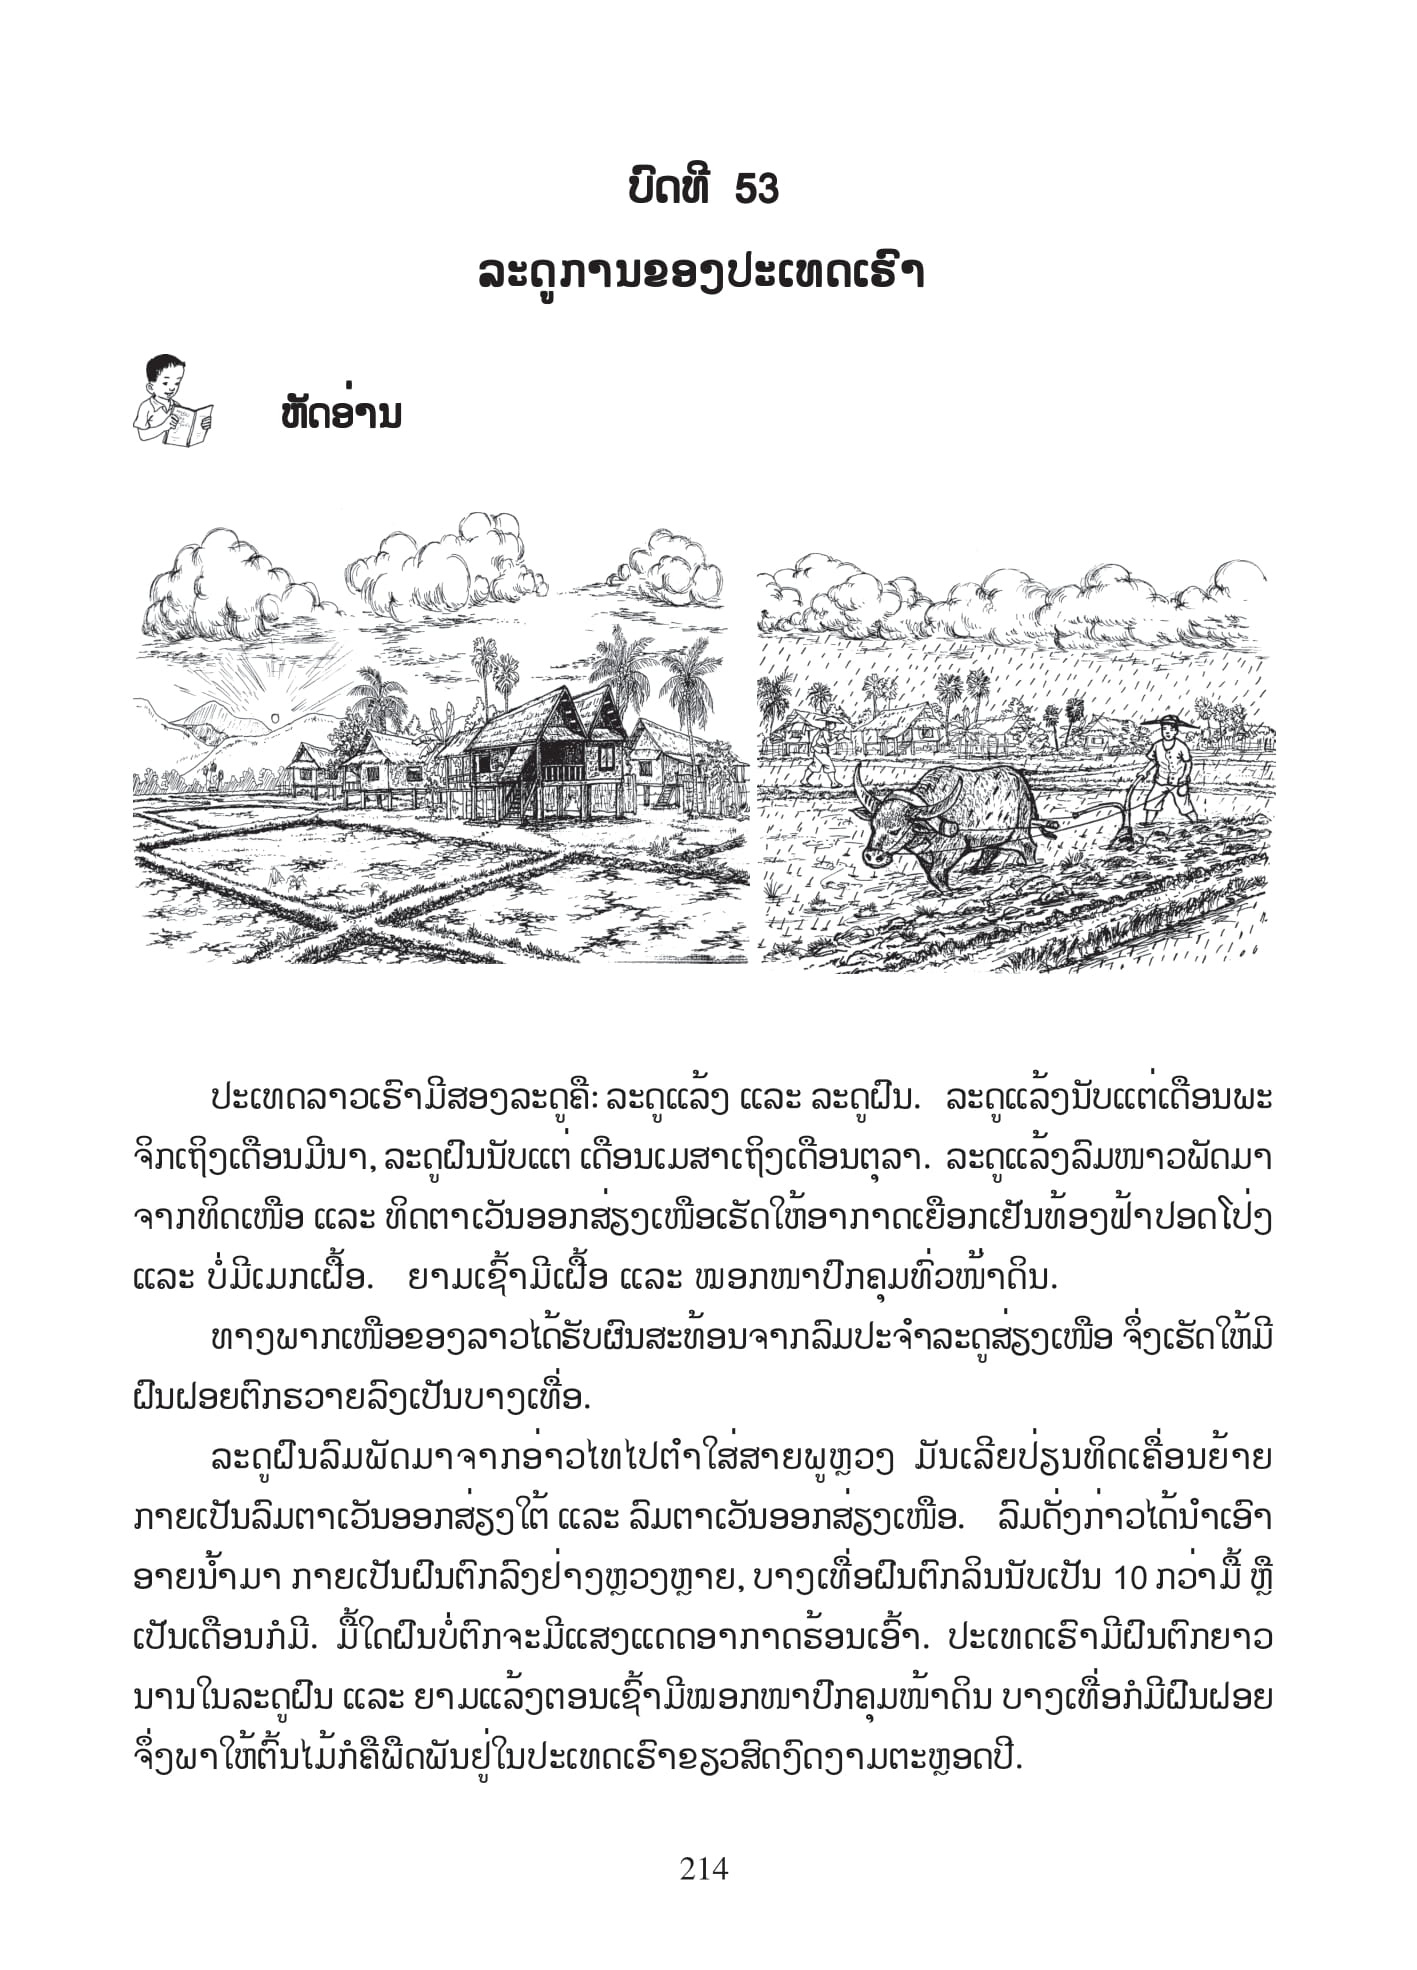 ບົດທີ 53
ລະດູການຂອງປະເທດເຮົາ
ຫັດອ່ານ
ປະເທດລາວເຮົາມີສອງລະດູຄື: ລະດູແລ້ງ ແລະ ລະດູຝົນ. ລະດູແລ້ງນັບແຕ່ເດືອນພະ
ຈິກເຖິງເດືອນມີນາ, ລະດູຝົນນັບແຕ່ ເດືອນເມສາເຖິງເດືອນຕຸລາ. ລະດູແລ້ງລົມໜາວພັດມາ
ຈາກທິດເໜືອ ແລະ ທິດຕາເວັນອອກສ່ຽງເໜືອເຮັດໃຫ້ອາກາດເຢືອກເຢັນທ້ອງຟ້າປອດໂປ່ງ
ແລະ ບໍ່ມີເມກເຝື້ອ. ຍາມເຊົ້າມີເຝື້ອ ແລະ ໝອກໜາປົກຄຸມທົ່ວໜ້າດິນ.
ທາງພາກເໜືອຂອງລາວໄດ້ຮັບຜົນສະທ້ອນຈາກລົມປະຈຳລະດູສ່ຽງເໜືອ ຈຶ່ງເຮັດໃຫ້ມີ
ຝົນຝອຍຕົກຮວາຍລົງເປັນບາງເທື່ອ.
ລະດູຝົນລົມພັດມາຈາກອ່າວໄທໄປຕຳໃສ່ສາຍພູຫຼວງ ມັນເລີຍປ່ຽນທິດເຄື່ອນຍ້າຍ
ກາຍເປັນລົມຕາເວັນອອກສ່ຽງໃຕ້ ແລະ ລົມຕາເວັນອອກສ່ຽງເໜືອ. ລົມດັ່ງກ່າວໄດ້ນຳເອົາ
ອາຍນ້ຳມາ ກາຍເປັນຝົນຕົກລົງຢ່າງຫຼວງຫຼາຍ, ບາງເທື່ອຝົນຕົກລິນນັບເປັນ 10 ກວ່າມື້ ຫຼື
ເປັນເດືອນກໍມີ. ມື້ໃດຝົນບໍ່ຕົກຈະມີແສງແດດອາກາດຮ້ອນເອົ້າ. ປະເທດເຮົາມີຝົນຕົກຍາວ
ນານໃນລະດູຝົນ ແລະ ຍາມແລ້ງຕອນເຊົ້າມີໝອກໜາປົກຄຸມໜ້າດິນ ບາງເທື່ອກໍມີຝົນຝອຍ
ຈຶ່ງພາໃຫ້ຕົ້ນໄມ້ກໍຄືພືດພັນຢູ່ໃນປະເທດເຮົາຂຽວສົດງົດງາມຕະຫຼອດປີ.
214